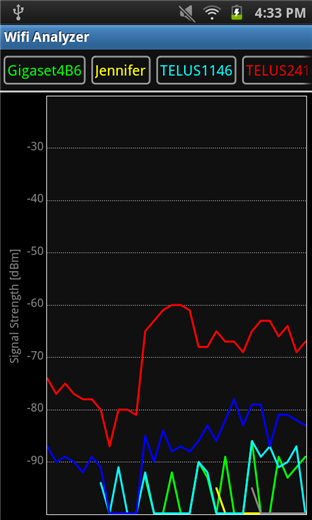 4:33 PM
Wifi Analyzer
Gigaset4B6 Jennifer TELUS1146 TELUS241
Signal Strength [dBm]
-30
-40
-50
-60
-70
-80
-90